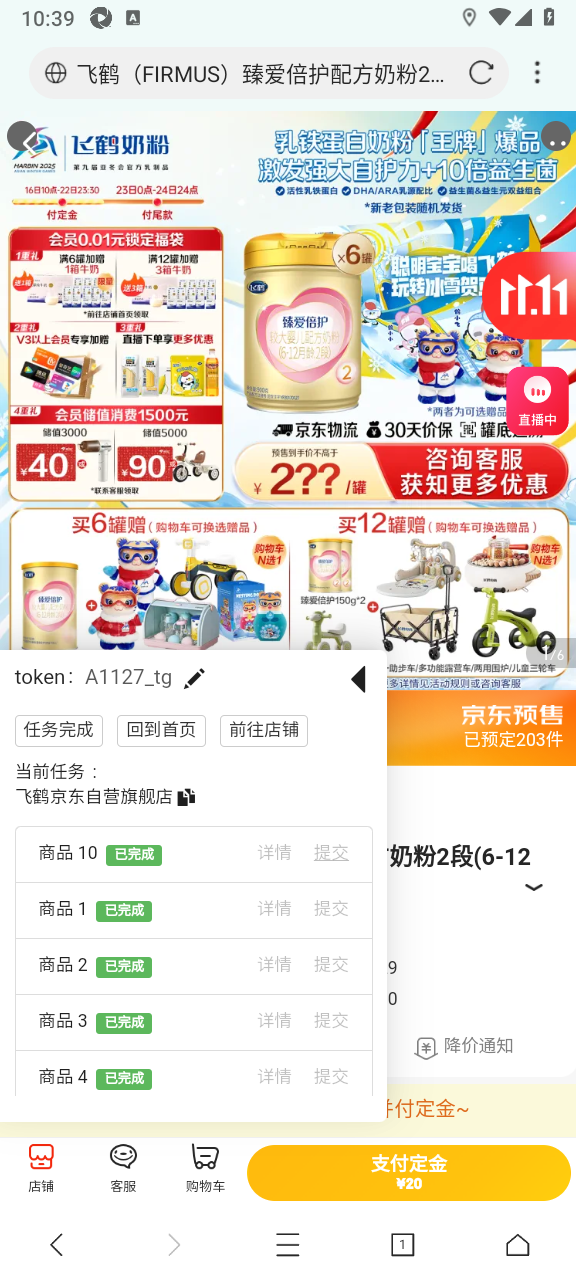 10:39
飞鹤（FIRMUS）臻爱倍护配方奶粉2...
HARBIN 2025
飞鹤奶粉
第九届亚冬会官方乳制品
乳铁蛋白奶粉「王牌」爆品
激发强大自护力+10倍益生菌
活性乳铁蛋白 DHA/ARA乳源配比 益生菌&益生元双益组合
*新老包装随机发货
16日10点-22日23:30 23日0点-24日24点
付定金 付尾款
会员0.01元锁定福袋
1重礼
满6罐加赠
1箱牛奶
满12罐加赠
3箱牛奶
*前往店铺首页领取
2重礼
V3以上会员专享加赠
3重礼
直播下单享更多优惠
4重礼
会员储值消费1500元
储值3000 储值5000
¥40 或 ¥90 或
*联系客服领取
×6罐
飞鹤
臻爱倍护
较大婴儿配方奶粉
(6-12月龄,2段)
2
聪明宝宝喝飞
玩转冰雪贺
11.11
直播中
*两者为可选赠品
京东物流 30天价保 罐底
预售到手价不高于
¥2??/罐
咨询客服
获知更多优惠
买6罐赠(购物车可换选赠品)
购物车
N选1
臻爱倍护
买12罐赠(购物车可换选赠品)
购物车
N选1
臻爱倍护150g*2
助步车/多功能露营车/两用围炉/儿童三轮车
多详情见活动规则或咨询客服
1/6
token: A1127_tg
任务完成 回到首页 前往店铺
当前任务：
飞鹤京东自营旗舰店
商品 10 已完成 详情 提交
商品 1 已完成 详情 提交
商品 2 已完成 详情 提交
商品 3 已完成 详情 提交
商品 4 已完成 详情 提交
京东预售
已预定203件
奶粉2段(6-12
9
0
降价通知
付定金~
店铺
客服
购物车
支付定金
¥20
1